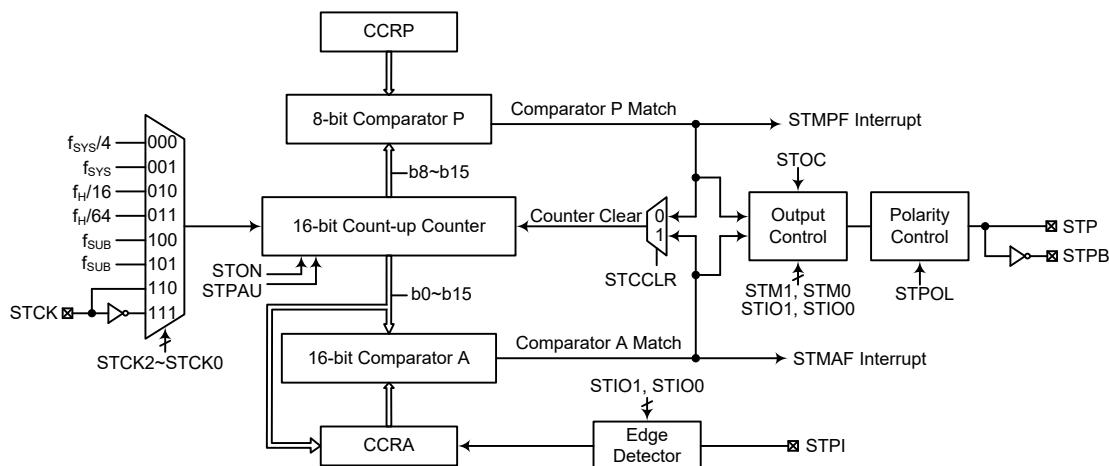 CCRP
8-bit Comparator P
Comparator P Match
STMPF Interrupt
b8~b15
fSYS/4
000
fSYS
001
fH/16
010
fH/64
011
fSUB
100
fSUB
101
110
111
STCK
STCK2~STCK0
16-bit Count-up Counter
STON
STPAU
Counter Clear
0
1
STCCLR
STOC
Output
Control
STM1, STM0
STIO1, STIO0
Polarity
Control
STPOL
STP
STPB
b0~b15
16-bit Comparator A
Comparator A Match
STMAF Interrupt
STIO1, STIO0
CCRA
Edge
Detector
STPI